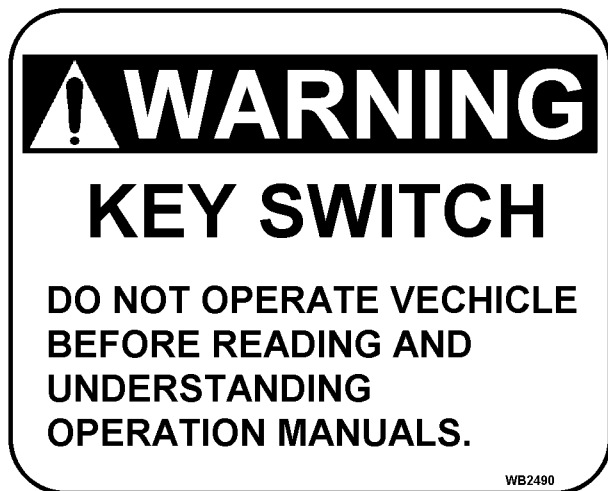 WARNING
KEY SWITCH
DO NOT OPERATE VECHICLE
BEFORE READING AND
UNDERSTANDING
OPERATION MANUALS.
WB2490